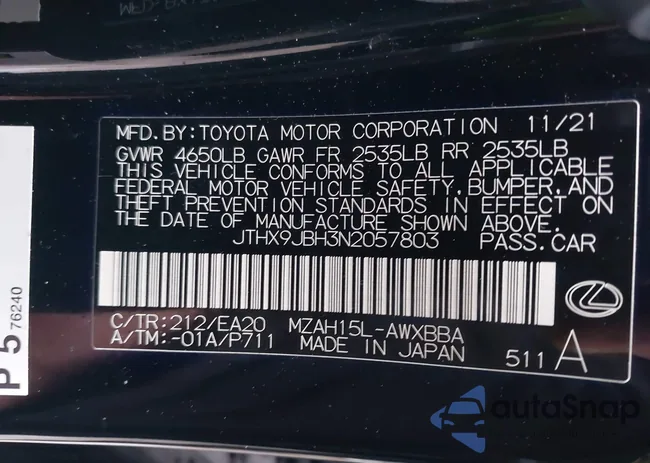 MFD.BY:TOYOTA MOTOR CORPORATION 11/21
GVWR 4650LB GAWR FR 2535LB RR 2535LB
THIS VEHICLE CONFORMS TO ALL APPLICABLE
FEDERAL MOTOR VEHICLE SAFETY,BUMPER,AND
THEFT PREVENTION STANDARDS IN EFFECT ON
THE DATE OF MANUFACTURE SHOWN ABOVE.
JTHX9JBH3N2057803 PASS.CAR
C/TR:212/EA20 MZAH15L-AWXBBA
A/TM:-01A/P711 MADE IN JAPAN
511A
P 5 76240
autoSnap